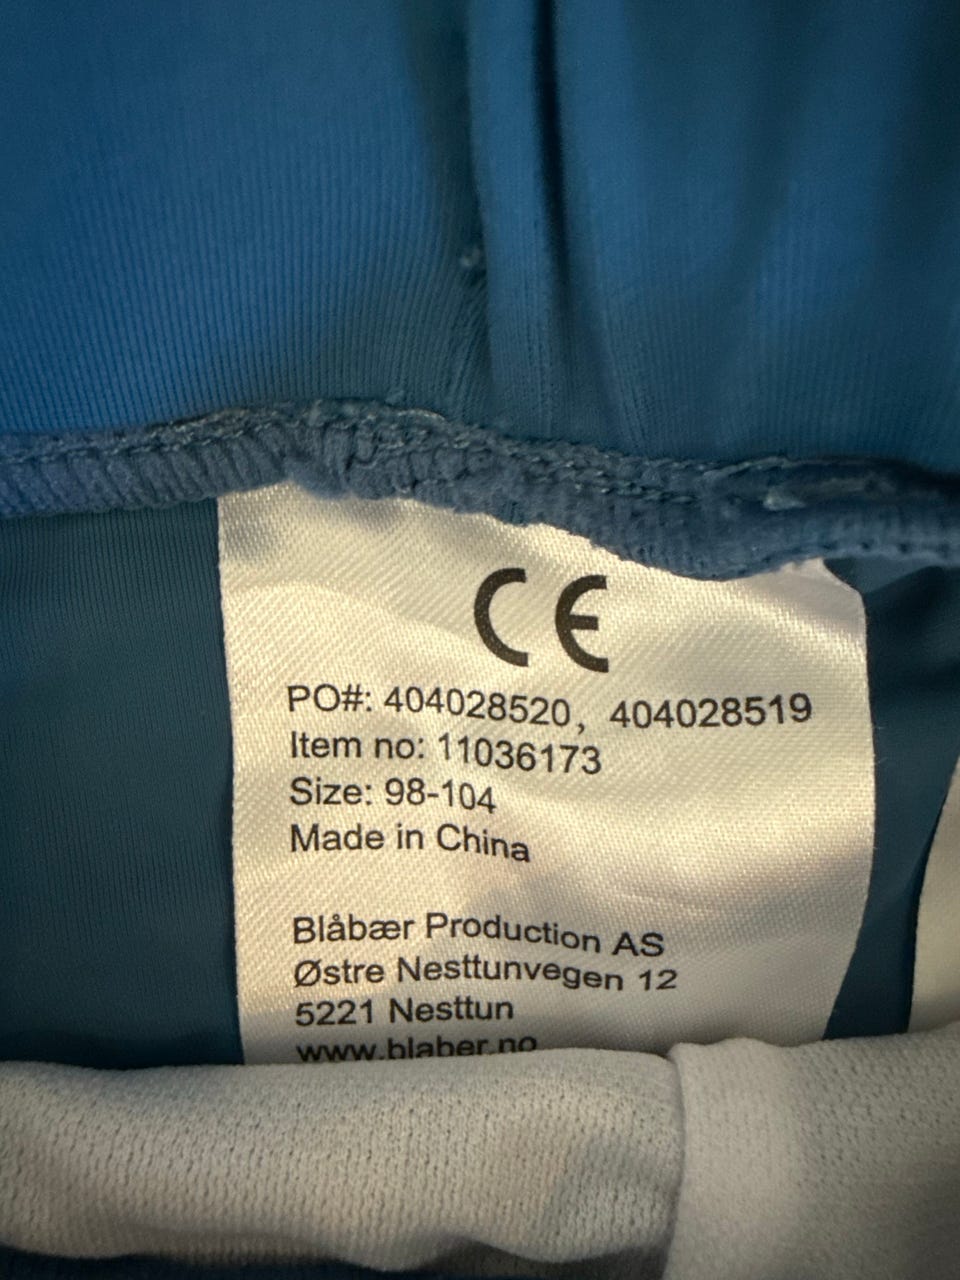 CE
PO#: 404028520, 404028519
Item no: 11036173
Size: 98-104
Made in China
Blåbær Production AS
Østre Nesttunvegen 12
5221 Nesttun
www.blaber.no